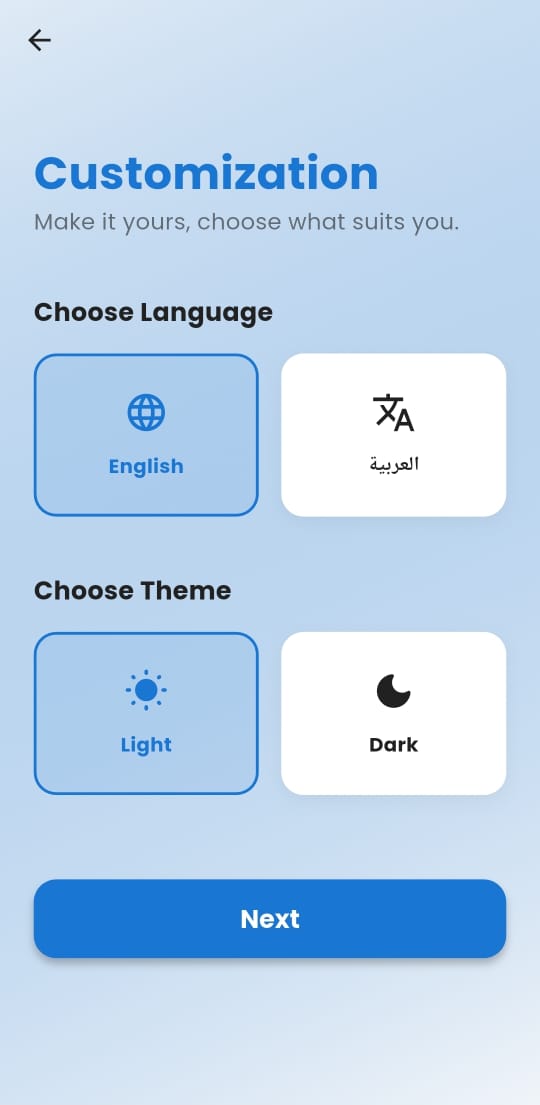 Customization
Make it yours, choose what suits you.
Choose Language
English
العربية
Choose Theme
Light
Dark
Next